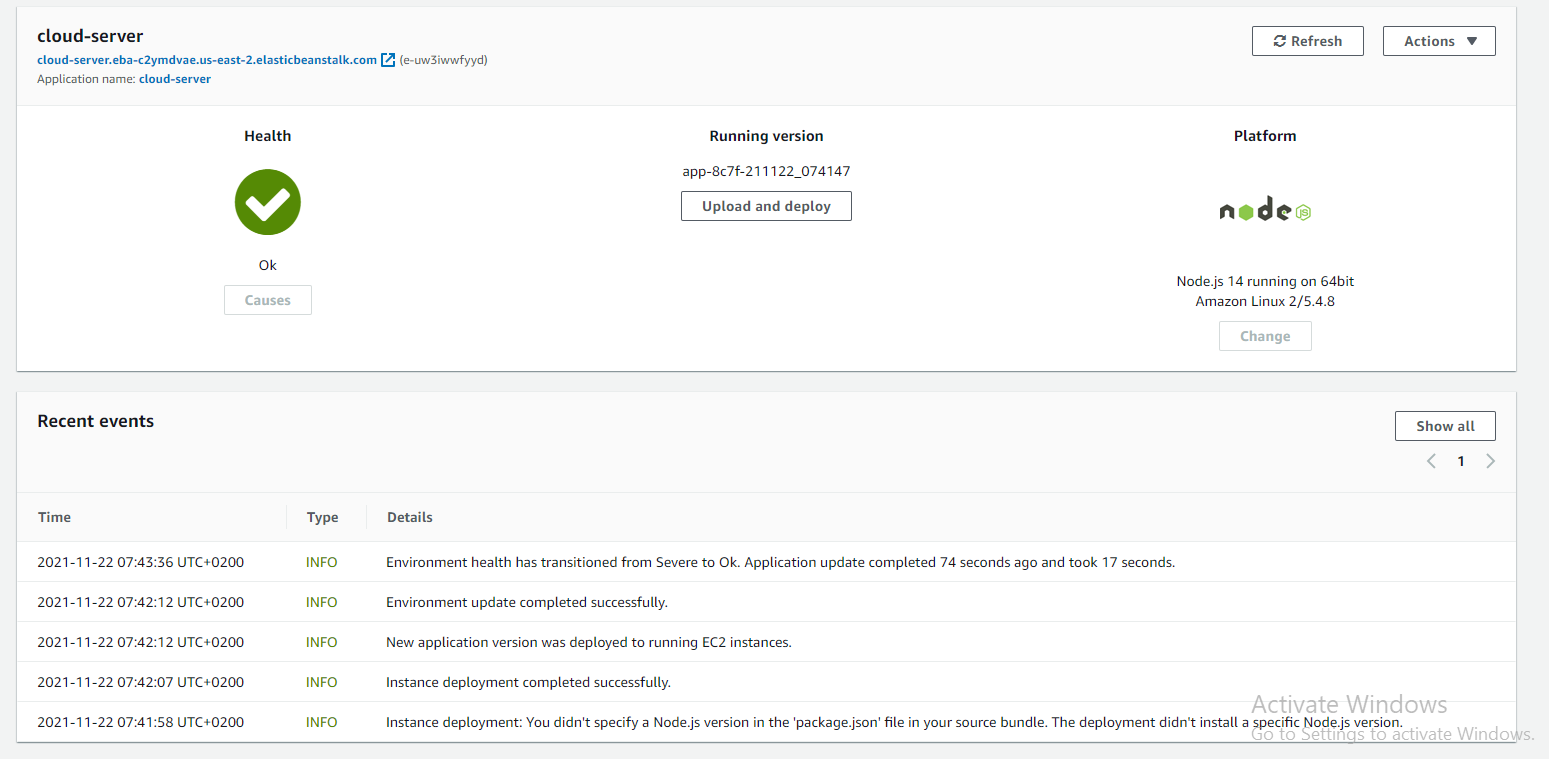 cloud-server
cloud-server.eba-c2ymdvae.us-east-2.elasticbeanstalk.com (e-uw3iwwfyyd)
Application name: cloud-server
Refresh
Actions
Health
Ok
Causes
Running version
app-8c7f-211122_074147
Upload and deploy
Platform
node JS
Node.js 14 running on 64bit
Amazon Linux 2/5.4.8
Change
Recent events
Show all
1
Time Type Details
2021-11-22 07:43:36 UTC+0200 INFO Environment health has transitioned from Severe to Ok. Application update completed 74 seconds ago and took 17 seconds.
2021-11-22 07:42:12 UTC+0200 INFO Environment update completed successfully.
2021-11-22 07:42:12 UTC+0200 INFO New application version was deployed to running EC2 instances.
2021-11-22 07:42:07 UTC+0200 INFO Instance deployment completed successfully.
2021-11-22 07:41:58 UTC+0200 INFO Instance deployment: You didn't specify a Node.js version in the 'package.json' file in your source bundle. The deployment didn't install a specific Node.js version.
Activate Windows
Go to Settings to activate Windows.